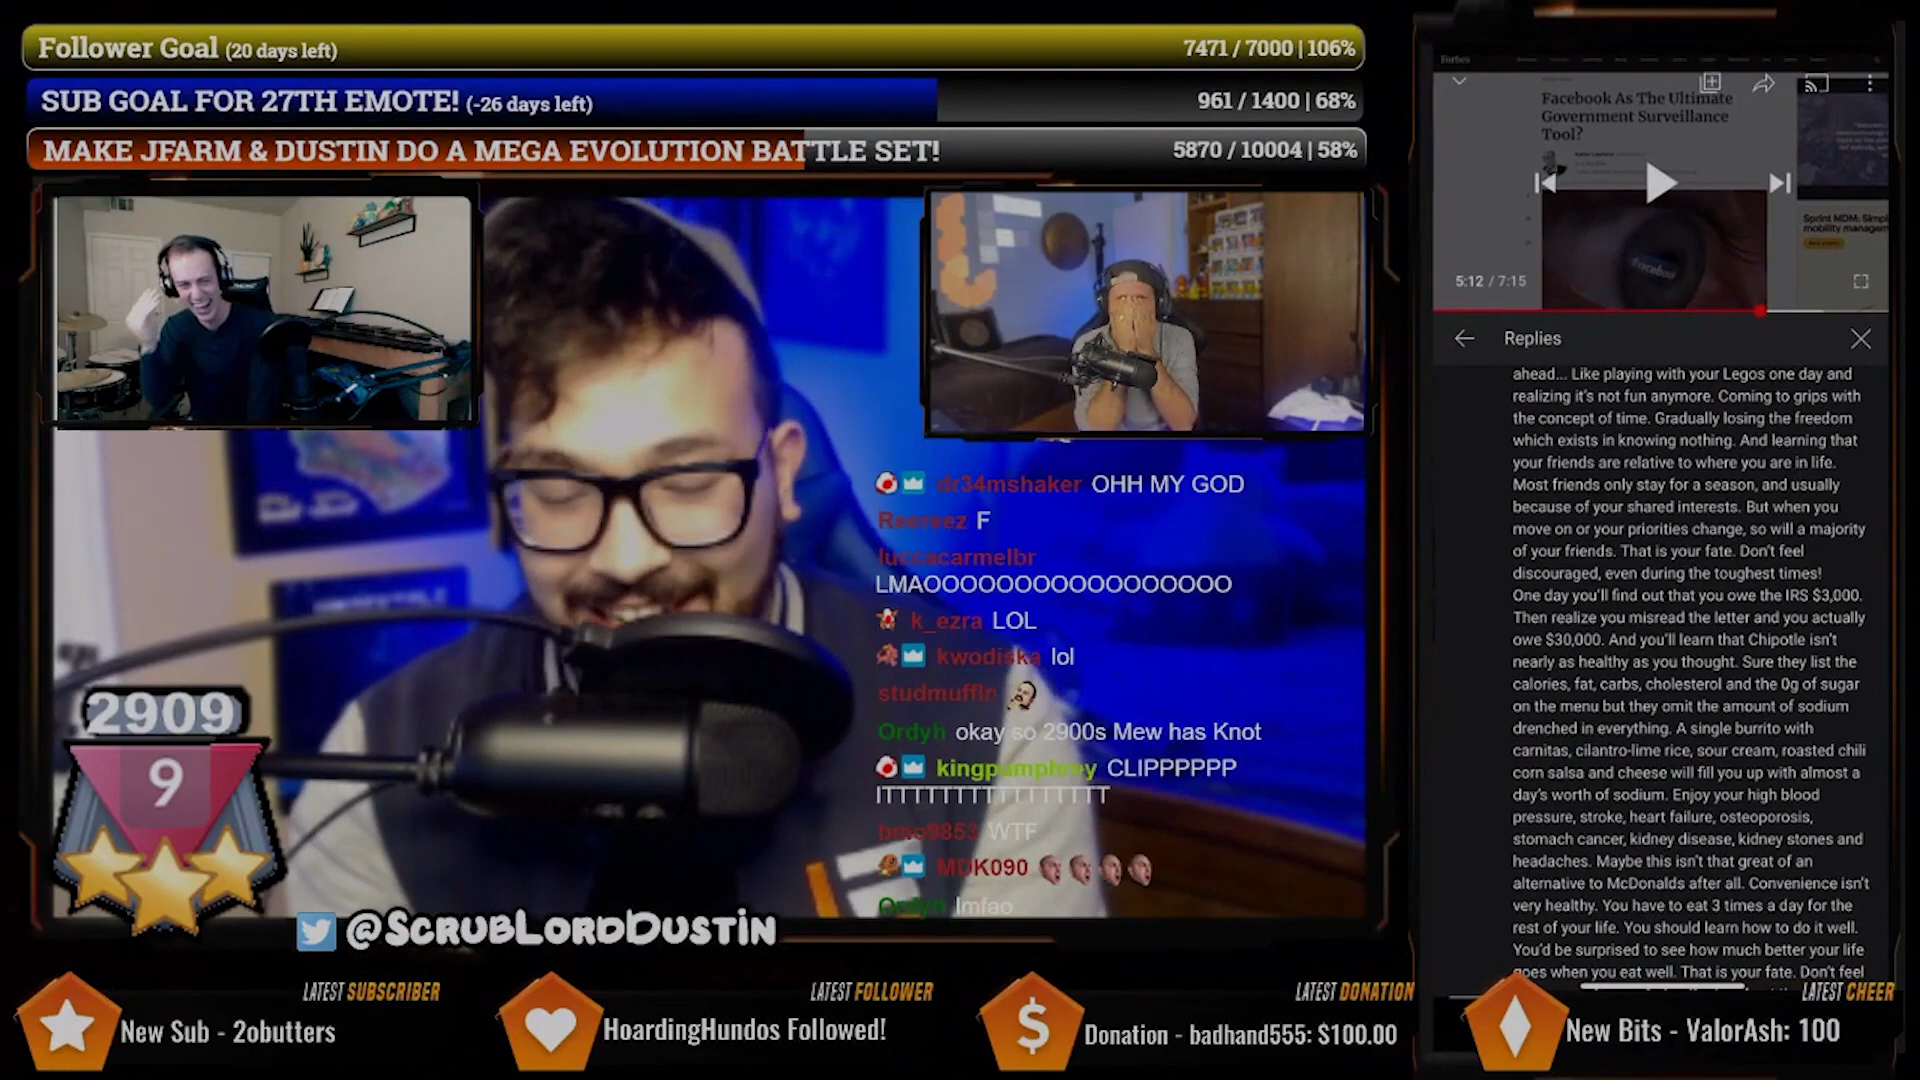 Follower Goal (20 days left)
7471 / 7000 | 106%
SUB GOAL FOR 27TH EMOTE! (-26 days left)
961 / 1400 | 68%
MAKE JFARM & DUSTIN DO A MEGA EVOLUTION BATTLE SET!
5870 / 10004 | 58%
dr34mshaker OHH MY GOD
Reereez F
luccacarmelbr
LMAOOOOOOOOOOOOOOOOO
k_ezra LOL
kwodiska lol
studmuffin
Ordyh okay so 2900s Mew has Knot
kingpumphrey CLIPPPPPP
ITTTTTTTTTTTTTTTT
bmo9853 WTF
MDK090
Ordyh lmfao
2909
9
@ScrubLordDustin
LATEST SUBSCRIBER
New Sub - 2obutters
LATEST FOLLOWER
HoardingHundos Followed!
LATEST DONATION
Donation - badhand555: $100.00
LATEST CHEER
New Bits - ValorAsh: 100
Forbes
Facebook As The Ultimate
Government Surveillance
Tool?
facebook
Sprint MDM: Simpl
mobility managem
5:12 / 7:15
Replies
ahead... Like playing with your Legos one day and
realizing it's not fun anymore. Coming to grips with
the concept of time. Gradually losing the freedom
which exists in knowing nothing. And learning that
your friends are relative to where you are in life.
Most friends only stay for a season, and usually
because of your shared interests. But when you
move on or your priorities change, so will a majority
of your friends. That is your fate. Don't feel
discouraged, even during the toughest times!
One day you'll find out that you owe the IRS $3,000.
Then realize you misread the letter and you actually
owe $30,000. And you'll learn that Chipotle isn't
nearly as healthy as you thought. Sure they list the
calories, fat, carbs, cholesterol and the 0g of sugar
on the menu but they omit the amount of sodium
drenched in everything. A single burrito with
carnitas, cilantro-lime rice, sour cream, roasted chili
corn salsa and cheese will fill you up with almost a
day's worth of sodium. Enjoy your high blood
pressure, stroke, heart failure, osteoporosis,
stomach cancer, kidney disease, kidney stones and
headaches. Maybe this isn't that great of an
alternative to McDonalds after all. Convenience isn't
very healthy. You have to eat 3 times a day for the
rest of your life. You should learn how to do it well.
You'd be surprised to see how much better your life
goes when you eat well. That is your fate. Don't feel